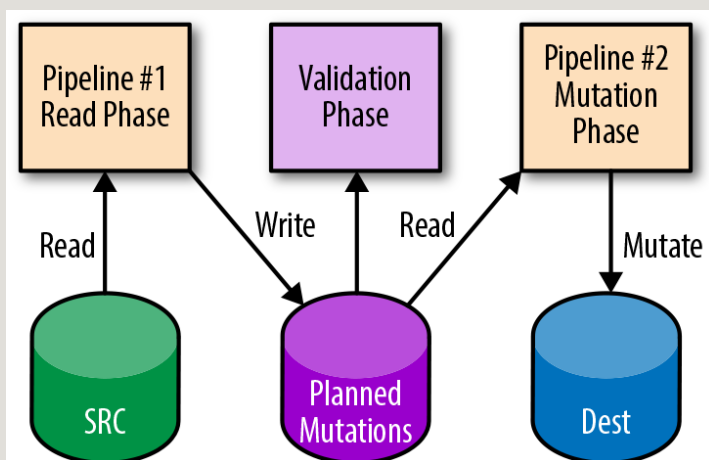 Pipeline #1
Read Phase
Validation
Phase
Pipeline #2
Mutation
Phase
Read
Write
Read
Mutate
SRC
Planned
Mutations
Dest